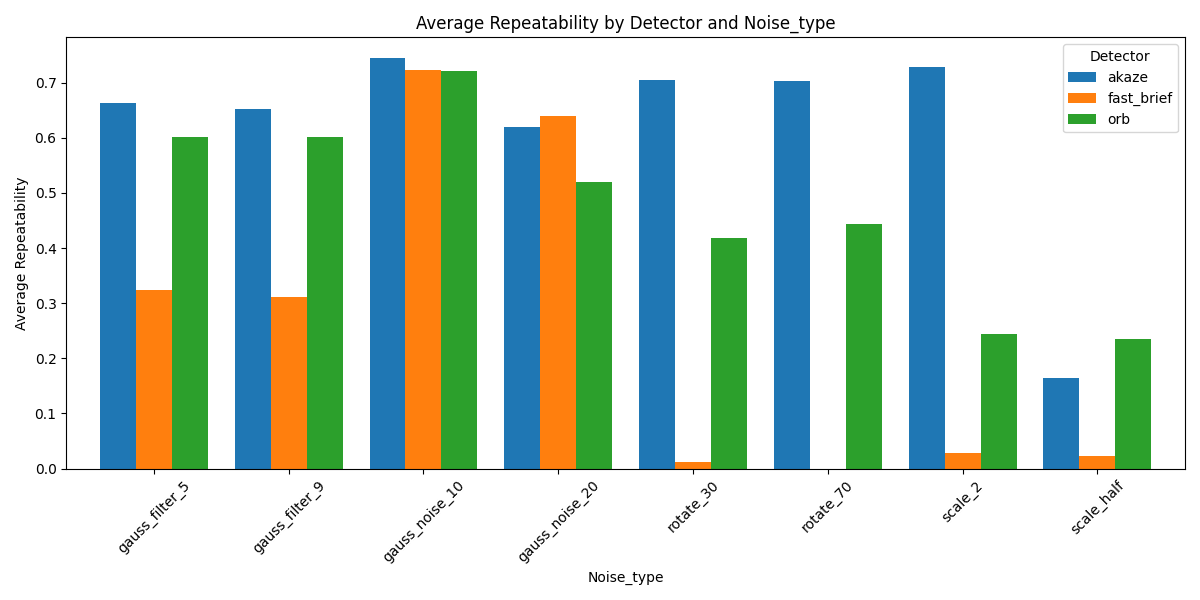 Average Repeatability by Detector and Noise_type
Detector
akaze
fast_brief
orb
Average Repeatability
0.7
0.6
0.5
0.4
0.3
0.2
0.1
0.0
gauss_filter_5
gauss_filter_9
gauss_noise_10
gauss_noise_20
rotate_30
rotate_70
scale_2
scale_half
Noise_type